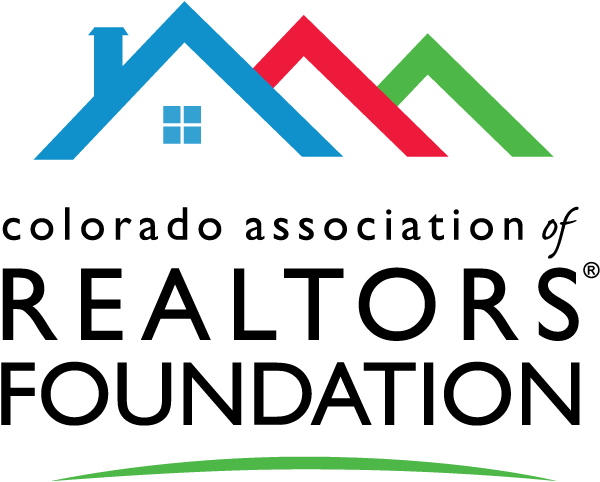 colorado association of
REALTORS®
FOUNDATION